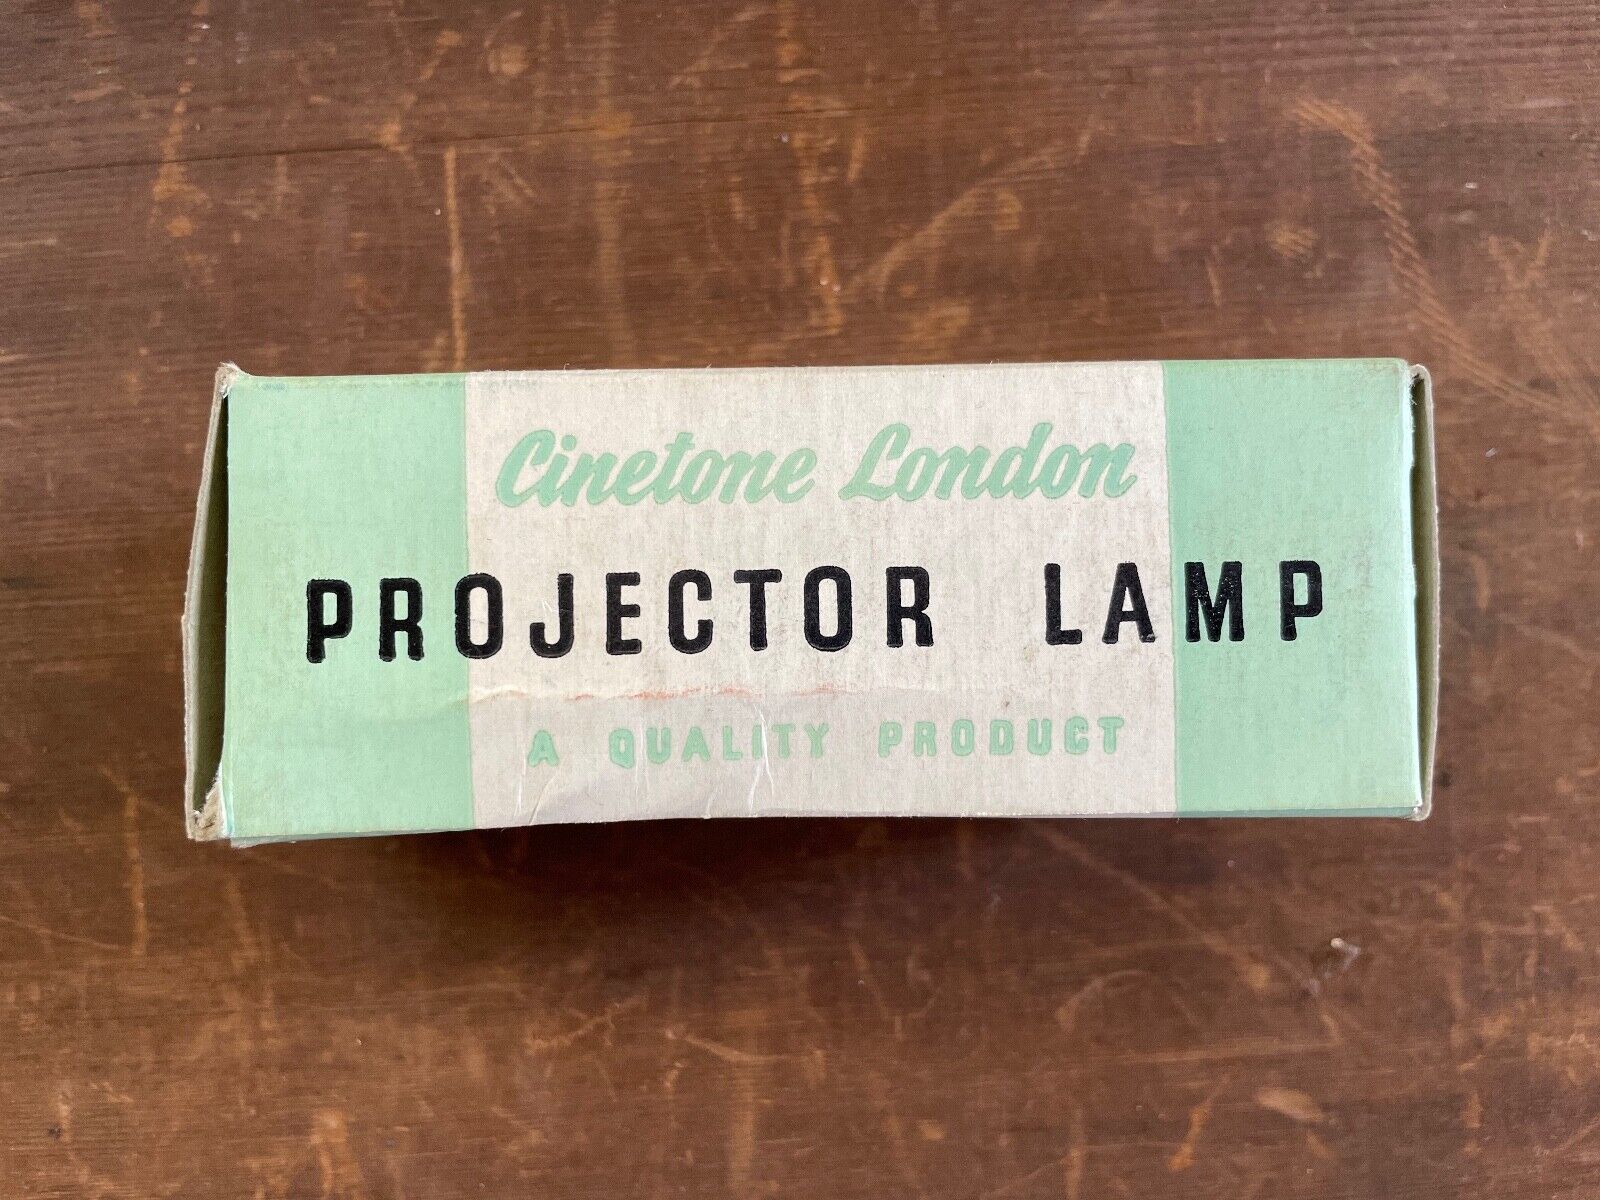 Cinetone London
PROJECTOR LAMP
A QUALITY PRODUCT